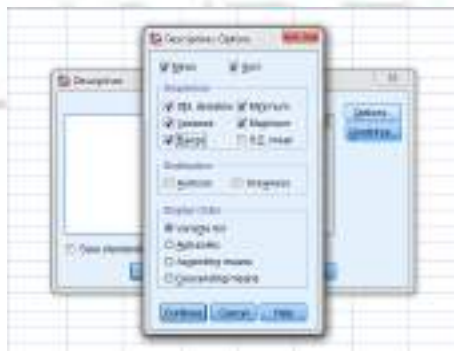 Descriptives: Options
Mean Sum
Dispersion
Std. deviation Minimum
Variance Maximum
Range S.E. mean
Distribution
Kurtosis Skewness
Display Order
Variable list
Alphabetic
Ascending means
Descending means
Continue Cancel Help
Descriptives
Options...